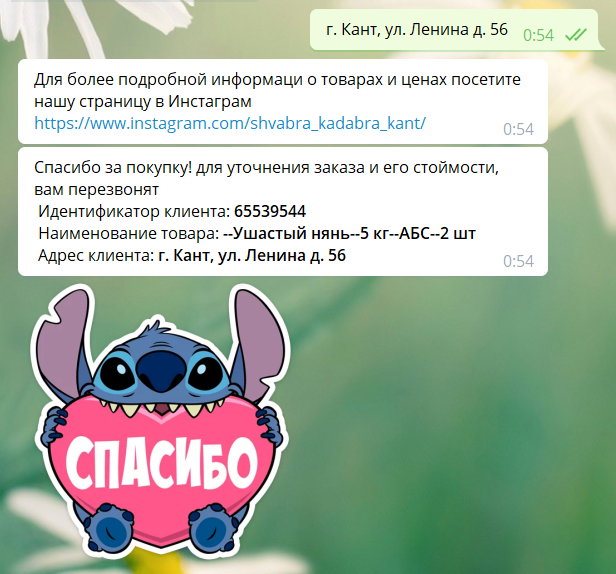 г. Кант, ул. Ленина д. 56 0:54
Для более подробной информаци о товарах и ценах посетите
нашу страницу в Инстаграм
https://www.instagram.com/shvabra_kadabra_kant/
0:54
Спасибо за покупку! для уточнения заказа и его стоймости,
вам перезвонят
Идентификатор клиента: 65539544
Наименование товара: --Ушастый нянь--5 кг--АБС--2 шт
Адрес клиента: г. Кант, ул. Ленина д. 56
0:54
СПАСИБО